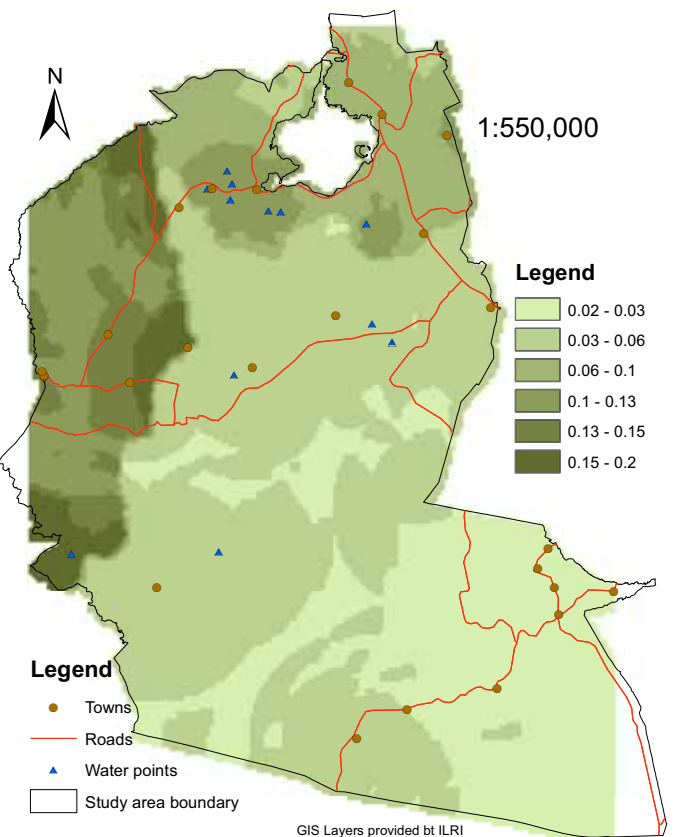 N
1:550,000
Legend
0.02 - 0.03
0.03 - 0.06
0.06 - 0.1
0.1 - 0.13
0.13 - 0.15
0.15 - 0.2
Legend
Towns
Roads
Water points
Study area boundary
GIS Layers provided bt ILRI